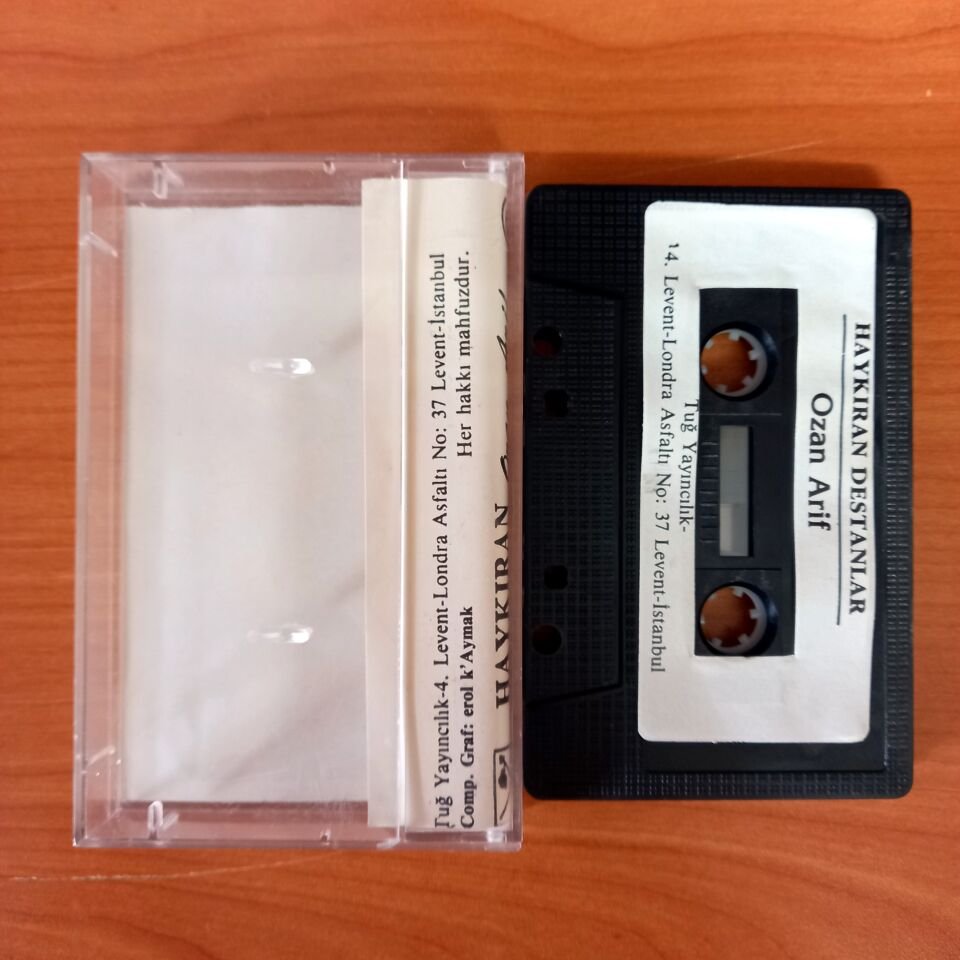 Tuğ Yayıncılık-4. Levent-Londra Asfaltı No: 37 Levent-İstanbul
Comp. Graf: erol k'Aymak Her hakkı mahfuzdur.
HAYKIRAN
HAYKIRAN DESTANLAR
Ozan Arif
Tuğ Yayıncılık-
4. Levent-Londra Asfaltı No: 37 Levent-İstanbul